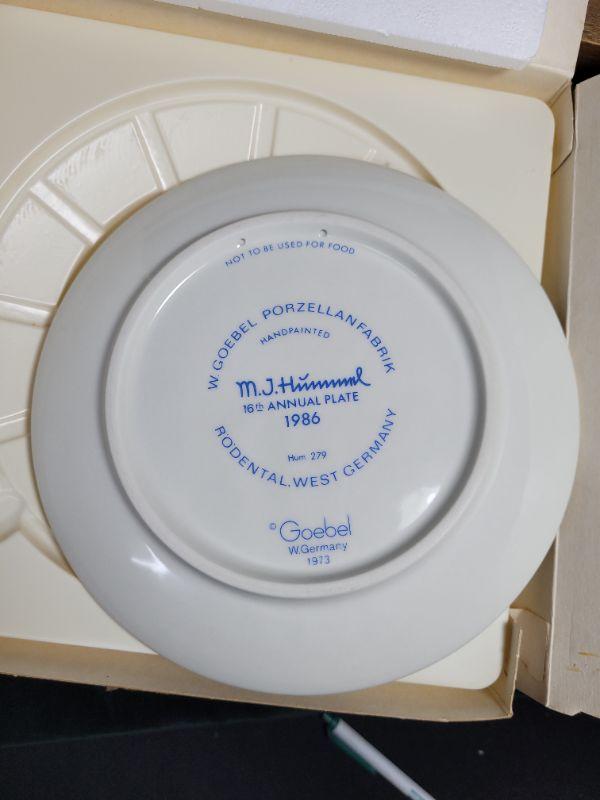 NOT TO BE USED FOR FOOD
W. GOEBEL PORZELLANFABRIK
HANDPAINTED
M.J.Hummel
16th ANNUAL PLATE
1986
Hum 279
RÖDENTAL, WEST GERMANY
© Goebel
W.Germany
1973